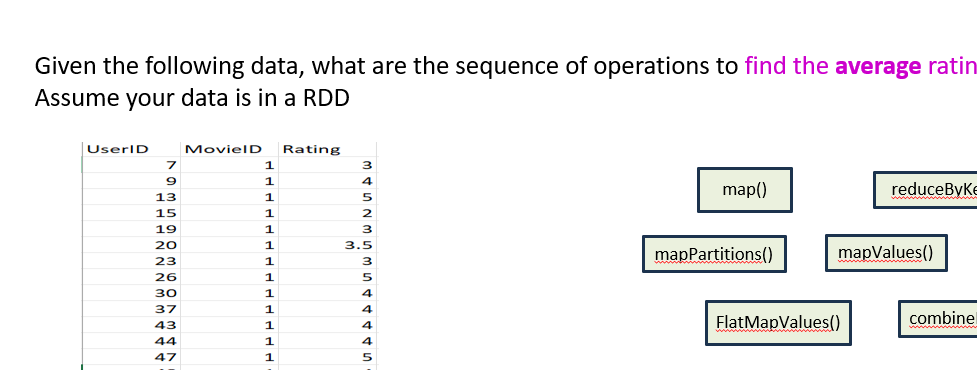 Given the following data, what are the sequence of operations to find the average ratin
Assume your data is in a RDD
UserID MovieID Rating
7 1 3
9 1 4
13 1 5
15 1 2
19 1 3
20 1 3.5
23 1 3
26 1 5
30 1 4
37 1 4
43 1 4
44 1 4
47 1 5
map() reduceByKe
mapPartitions() mapValues()
FlatMapValues() combine